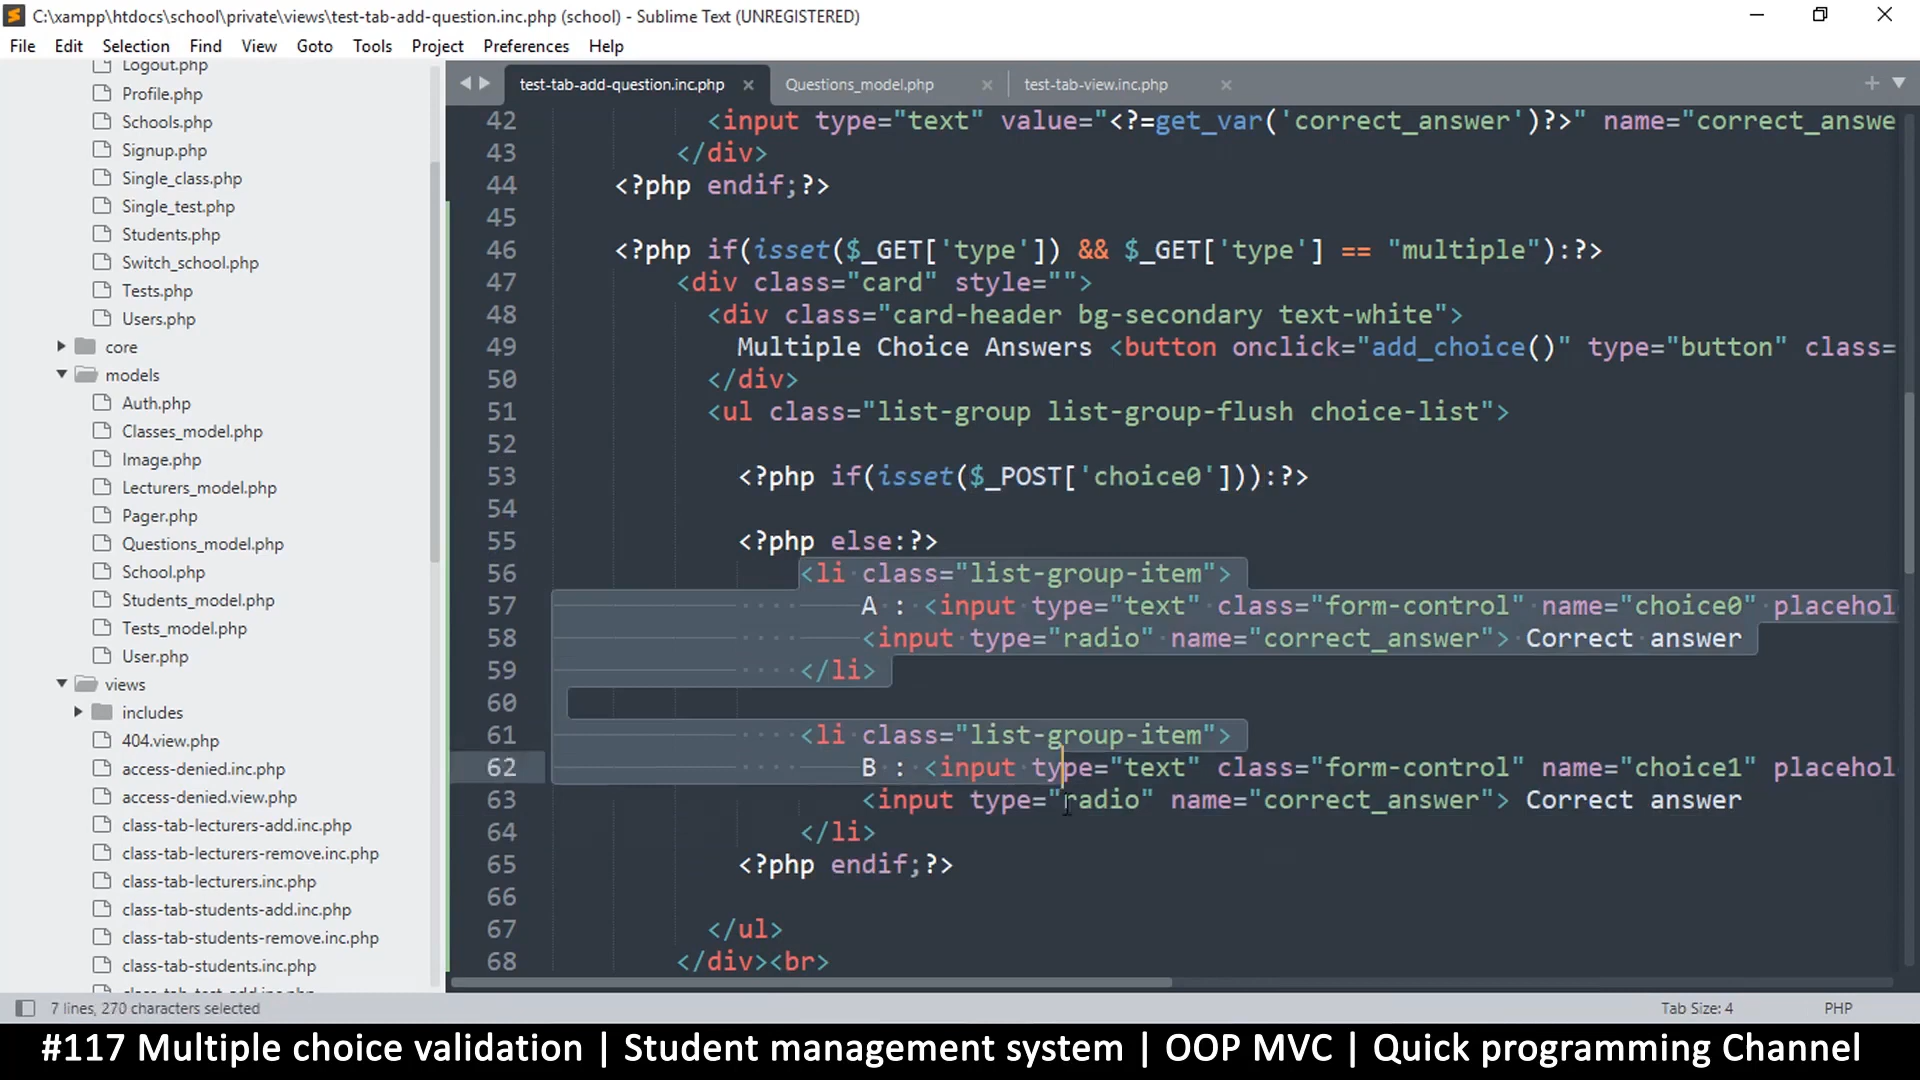 C:\xampp\htdocs\school\private\views\test-tab-add-question.inc.php (school) - Sublime Text (UNREGISTERED)
File Edit Selection Find View Goto Tools Project Preferences Help
Logout.php
Profile.php
Schools.php
Signup.php
Single_class.php
Single_test.php
Students.php
Switch_school.php
Tests.php
Users.php
core
models
Auth.php
Classes_model.php
Image.php
Lecturers_model.php
Pager.php
Questions_model.php
School.php
Students_model.php
Tests_model.php
User.php
views
includes
404.view.php
access-denied.inc.php
access-denied.view.php
class-tab-lecturers-add.inc.php
class-tab-lecturers-remove.inc.php
class-tab-lecturers.inc.php
class-tab-students-add.inc.php
class-tab-students-remove.inc.php
class-tab-students.inc.php
test-tab-add-question.inc.php Questions_model.php test-tab-view.inc.php
42 <input type="text" value="<?=get_var('correct_answer')?>" name="correct_answe
43 </div>
44 <?php endif;?>
45
46 <?php if(isset($_GET['type']) && $_GET['type'] == "multiple"):?>
47 <div class="card" style="">
48 <div class="card-header bg-secondary text-white">
49 Multiple Choice Answers <button onclick="add_choice()" type="button" class=
50 </div>
51 <ul class="list-group list-group-flush choice-list">
52
53 <?php if(isset($_POST['choice0'])):?>
54
55 <?php else:?>
56 <li class="list-group-item">
57 A : <input type="text" class="form-control" name="choice0" placehol
58 <input type="radio" name="correct_answer"> Correct answer
59 </li>
60
61 <li class="list-group-item">
62 B : <input type="text" class="form-control" name="choice1" placehol
63 <input type="radio" name="correct_answer"> Correct answer
64 </li>
65 <?php endif;?>
66
67 </ul>
68 </div><br>
7 lines, 270 characters selected Tab Size: 4 PHP
#117 Multiple choice validation | Student management system | OOP MVC | Quick programming Channel